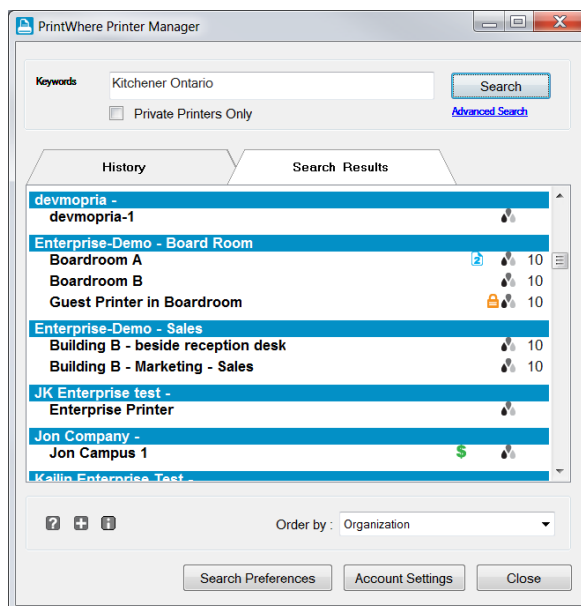 PrintWhere Printer Manager
Keywords
Kitchener Ontario
Search
Private Printers Only
Advanced Search
History
Search Results
devmopria -
devmopria-1
Enterprise-Demo - Board Room
Boardroom A 2 10
Boardroom B 10
Guest Printer in Boardroom 10
Enterprise-Demo - Sales
Building B - beside reception desk 10
Building B - Marketing - Sales 10
JK Enterprise test -
Enterprise Printer
Jon Company -
Jon Campus 1 $
Kailin Enterprise Test -
Order by : Organization
Search Preferences
Account Settings
Close